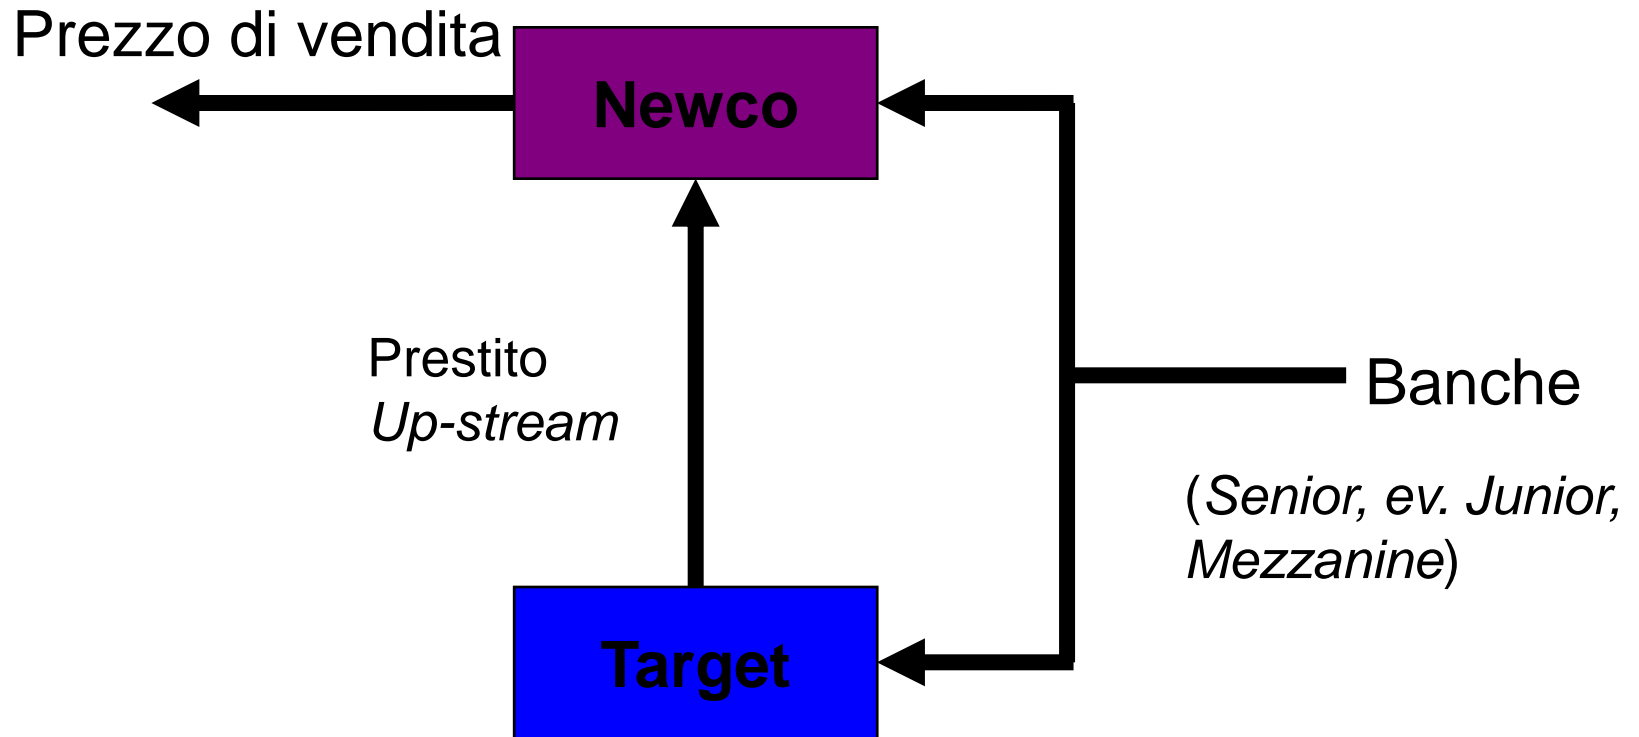 Prezzo di vendita
Newco
Prestito
Up-stream
Banche
(Senior, ev. Junior,
Mezzanine)
Target